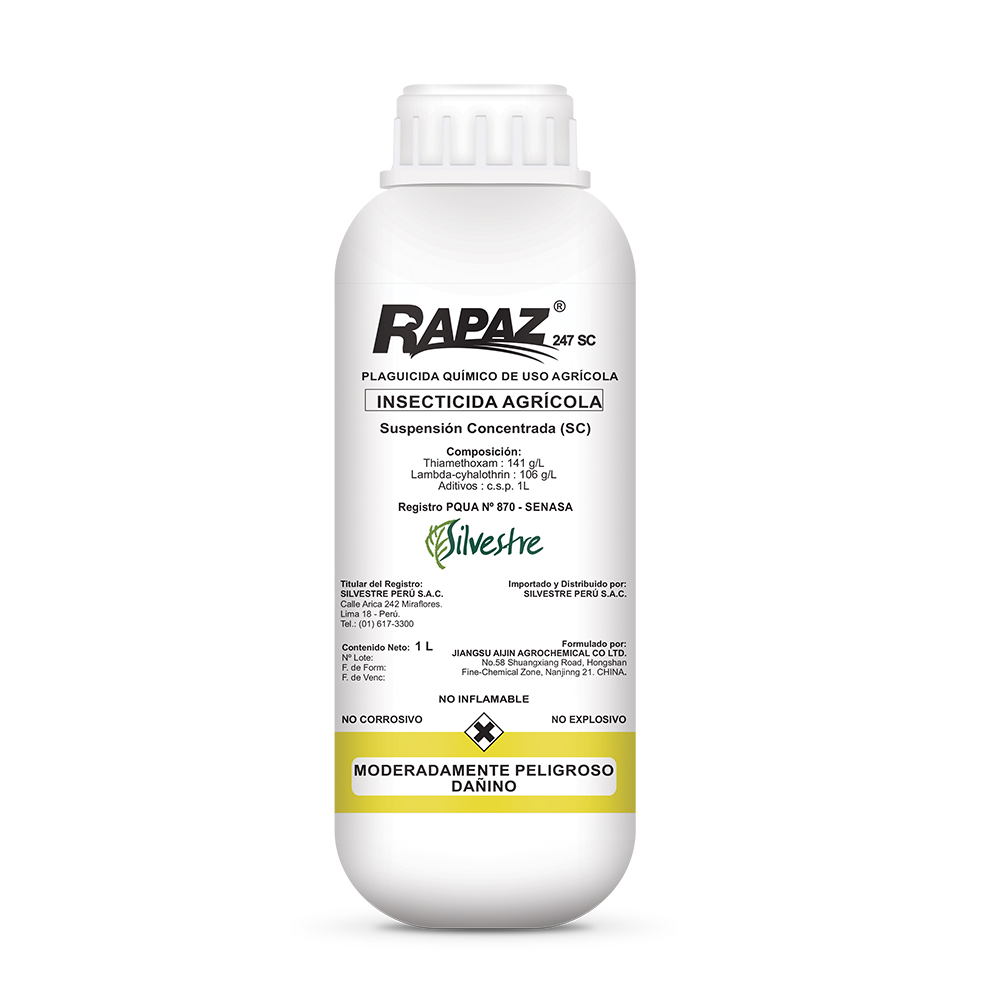 RAPAZ®
247 SC
PLAGUICIDA QUÍMICO DE USO AGRÍCOLA
INSECTICIDA AGRÍCOLA
Suspensión Concentrada (SC)
Composición:
Thiamethoxam : 141 g/L
Lambda-cyhalothrin : 106 g/L
Aditivos : c.s.p. 1L
Registro PQUA Nº 870 - SENASA
Silvestre
Titular del Registro:
SILVESTRE PERÚ S.A.C.
Calle Arica 242 Miraflores.
Lima 18 - Perú.
Tel.: (01) 617-3300
Importado y Distribuido por:
SILVESTRE PERÚ S.A.C.
Contenido Neto: 1 L
Nº Lote:
F. de Form:
F. de Venc:
Formulado por:
JIANGSU AIJIN AGROCHEMICAL CO LTD.
No.58 Shuangxiang Road, Hongshan
Fine-Chemical Zone, Nanjinng 21. CHINA.
NO INFLAMABLE
NO CORROSIVO
NO EXPLOSIVO
MODERADAMENTE PELIGROSO
DAÑINO